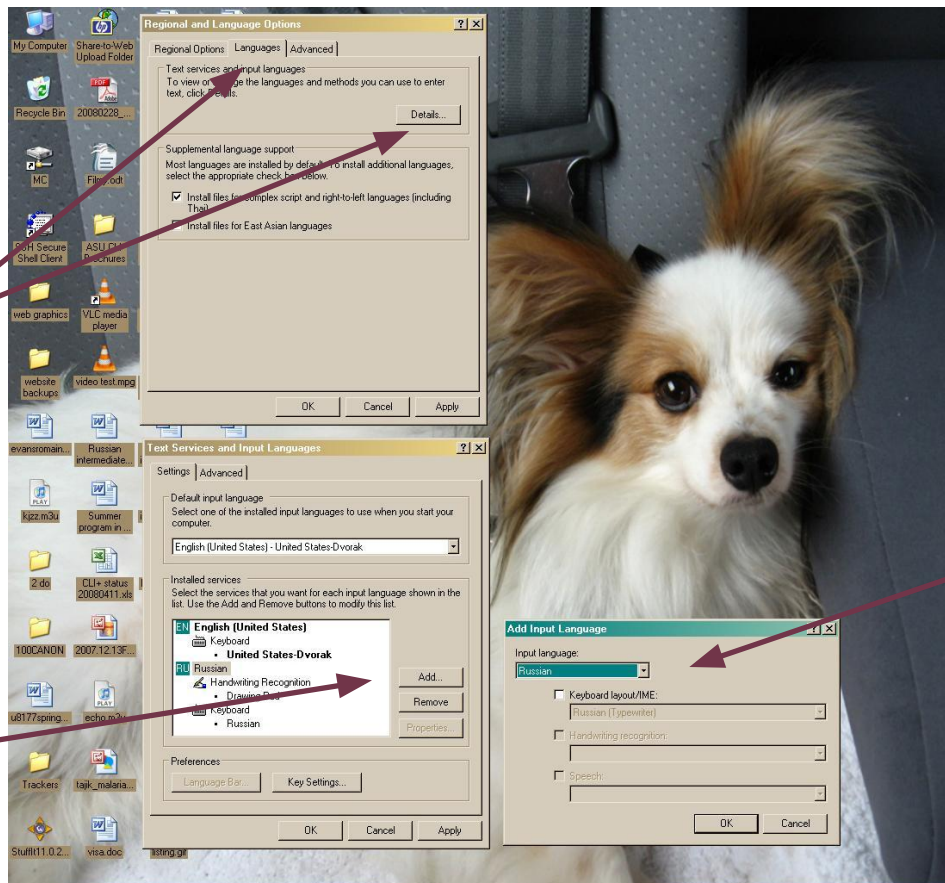 My Computer
Share-to-Web
Upload Folder
Recycle Bin
20080228_...
MC
Films.odt
SSH Secure
Shell Client
ASU CLI
Brochures
web graphics
VLC media
player
website
backups
video test.mpg
evansromain...
Russian
intermediate...
kjzz.m3u
Summer
program in ...
2 do
CLI+ status
20080411.xls
100CANON
2007.12.13F...
u8177spring...
echo.m3u
Trackers
tajik_malaria...
StuffIt11.0.2...
visa.doc
listing.gif
Regional and Language Options
Regional Options
Languages
Advanced
Text services and input languages
To view or change the languages and methods you can use to enter
text, click Details.
Details...
Supplemental language support
Most languages are installed by default. To install additional languages,
select the appropriate check box below.
Install files for complex script and right-to-left languages (including
Thai)
Install files for East Asian languages
OK
Cancel
Apply
Text Services and Input Languages
Settings
Advanced
Default input language
Select one of the installed input languages to use when you start your
computer.
English (United States) - United States-Dvorak
Installed services
Select the services that you want for each input language shown in the
list. Use the Add and Remove buttons to modify this list.
EN English (United States)
Keyboard
• United States-Dvorak
RU Russian
Handwriting Recognition
• Drawing Pad
Keyboard
• Russian
Add...
Remove
Properties...
Preferences
Language Bar...
Key Settings...
OK
Cancel
Apply
Add Input Language
Input language:
Russian
Keyboard layout/IME:
Russian (Typewriter)
Handwriting recognition:
Speech:
OK
Cancel